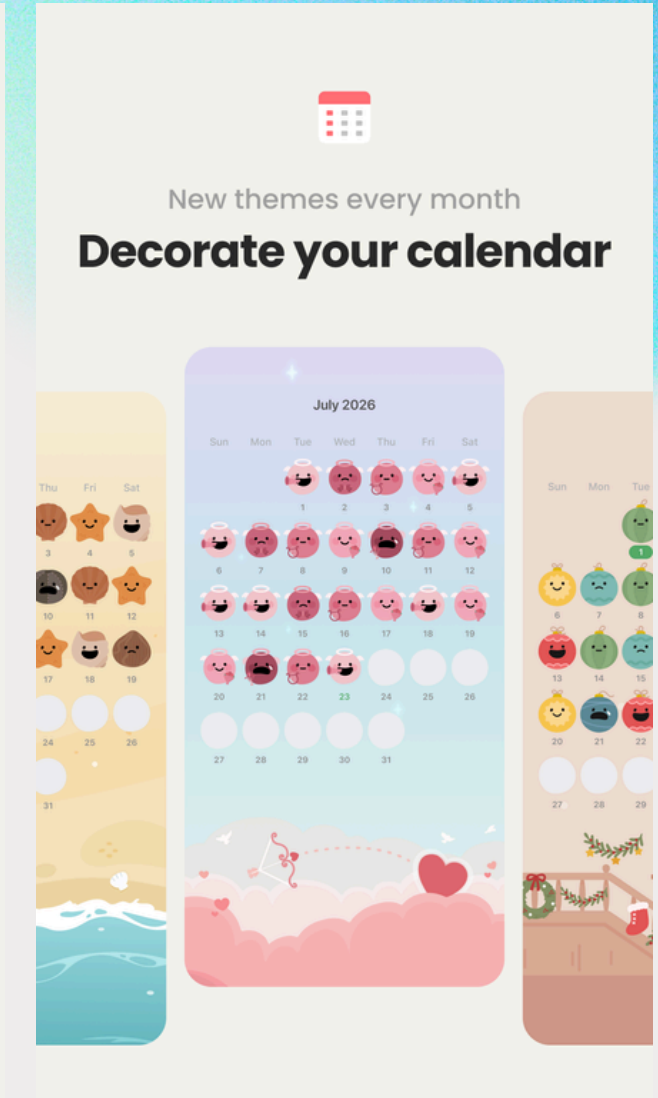 New themes every month
Decorate your calendar
July 2026
Sun Mon Tue Wed Thu Fri Sat
1 2 3 4 5
6 7 8 9 10 11 12
13 14 15 16 17 18 19
20 21 22 23 24 25 26
27 28 29 30 31
Thu Fri Sat
3 4 5
10 11 12
17 18 19
24 25 26
31
Sun Mon Tue
1
6 7 8
13 14 15
20 21 22
27 28 29